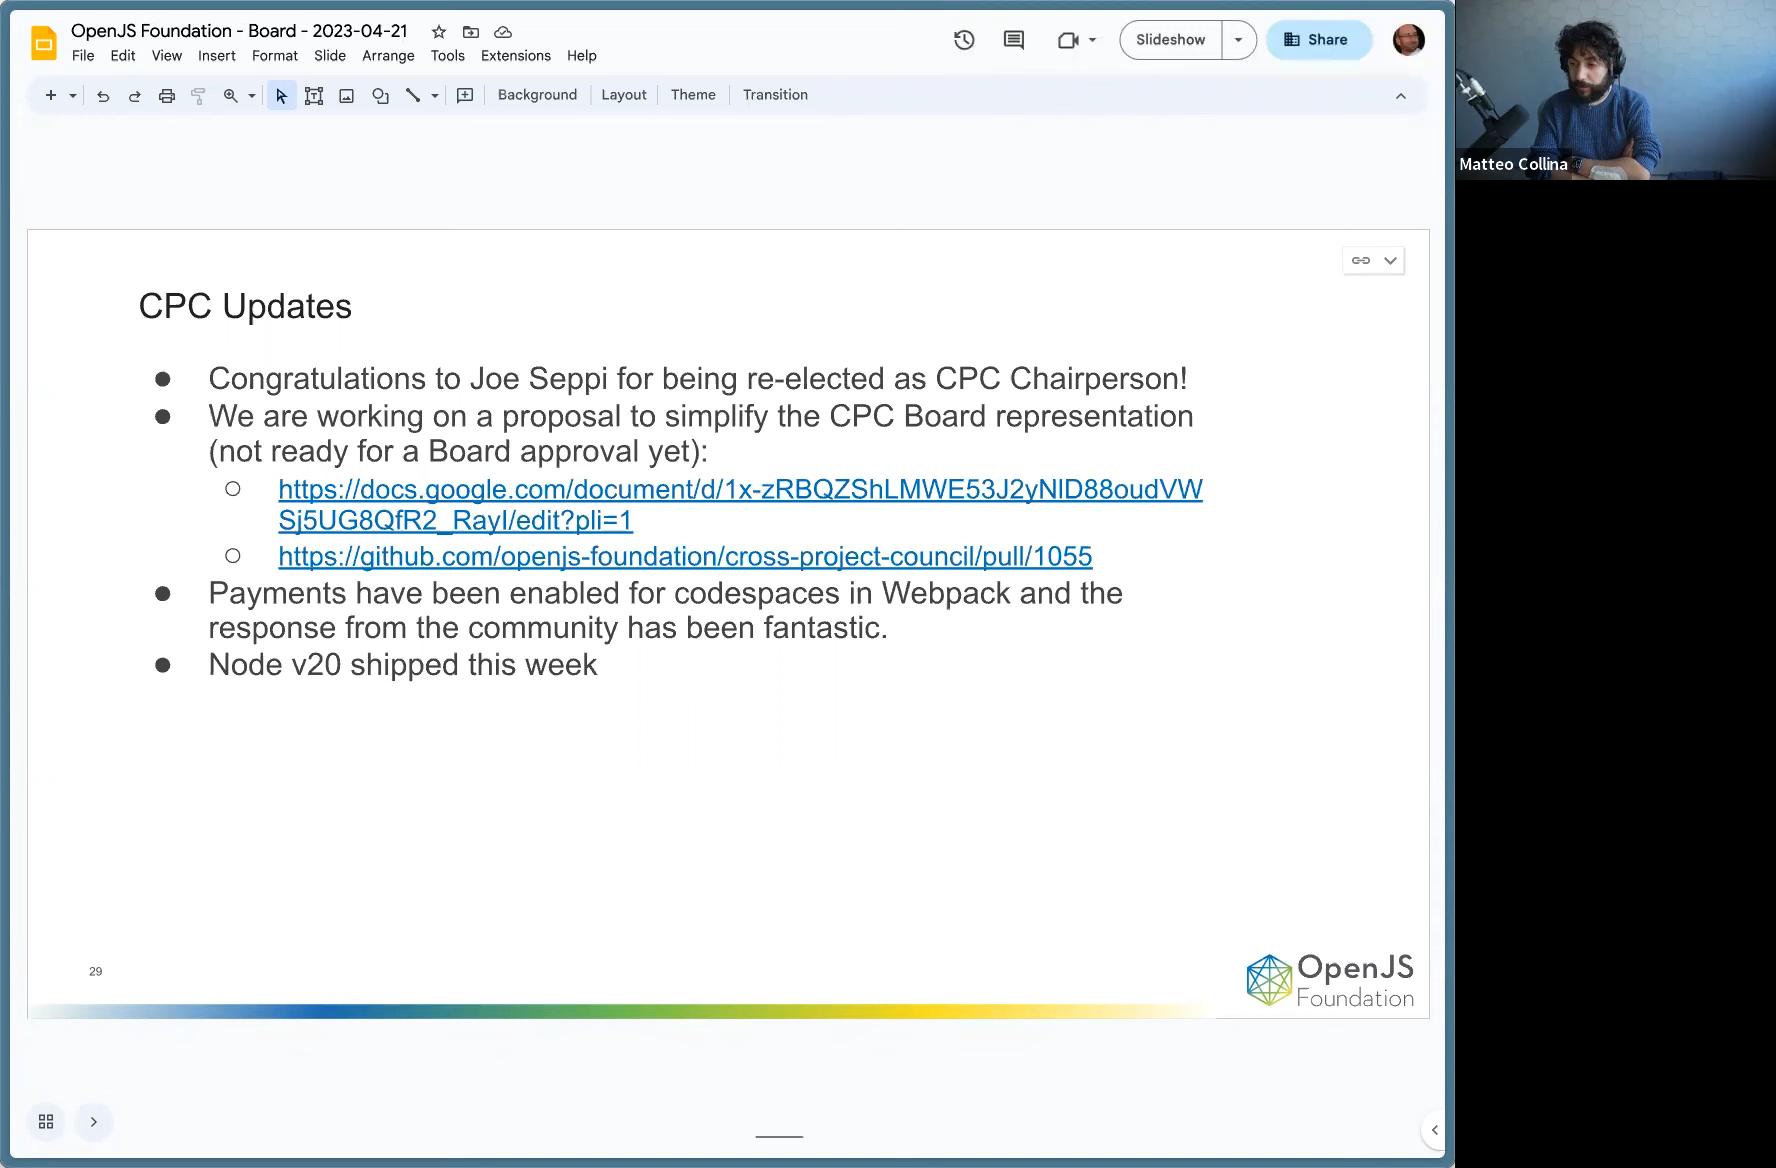 OpenJS Foundation - Board - 2023-04-21
File Edit View Insert Format Slide Arrange Tools Extensions Help
Slideshow
Share
Background Layout Theme Transition
Matteo Collina
CPC Updates
● Congratulations to Joe Seppi for being re-elected as CPC Chairperson!
● We are working on a proposal to simplify the CPC Board representation
(not ready for a Board approval yet):
○ https://docs.google.com/document/d/1x-zRBQZShLMWE53J2yNlD88oudVW
Sj5UG8QfR2_RayI/edit?pli=1
○ https://github.com/openjs-foundation/cross-project-council/pull/1055
● Payments have been enabled for codespaces in Webpack and the
response from the community has been fantastic.
● Node v20 shipped this week
29
OpenJS
Foundation